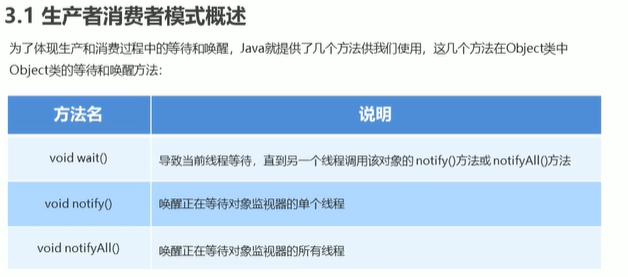 3.1 生产者消费者模式概述
为了体现生产和消费过程中的等待和唤醒，Java就提供了几个方法供我们使用，这几个方法在Object类中
Object类的等待和唤醒方法：
方法名 说明
void wait() 导致当前线程等待，直到另一个线程调用该对象的 notify()方法或 notifyAll()方法
void notify() 唤醒正在等待对象监视器的单个线程
void notifyAll() 唤醒正在等待对象监视器的所有线程